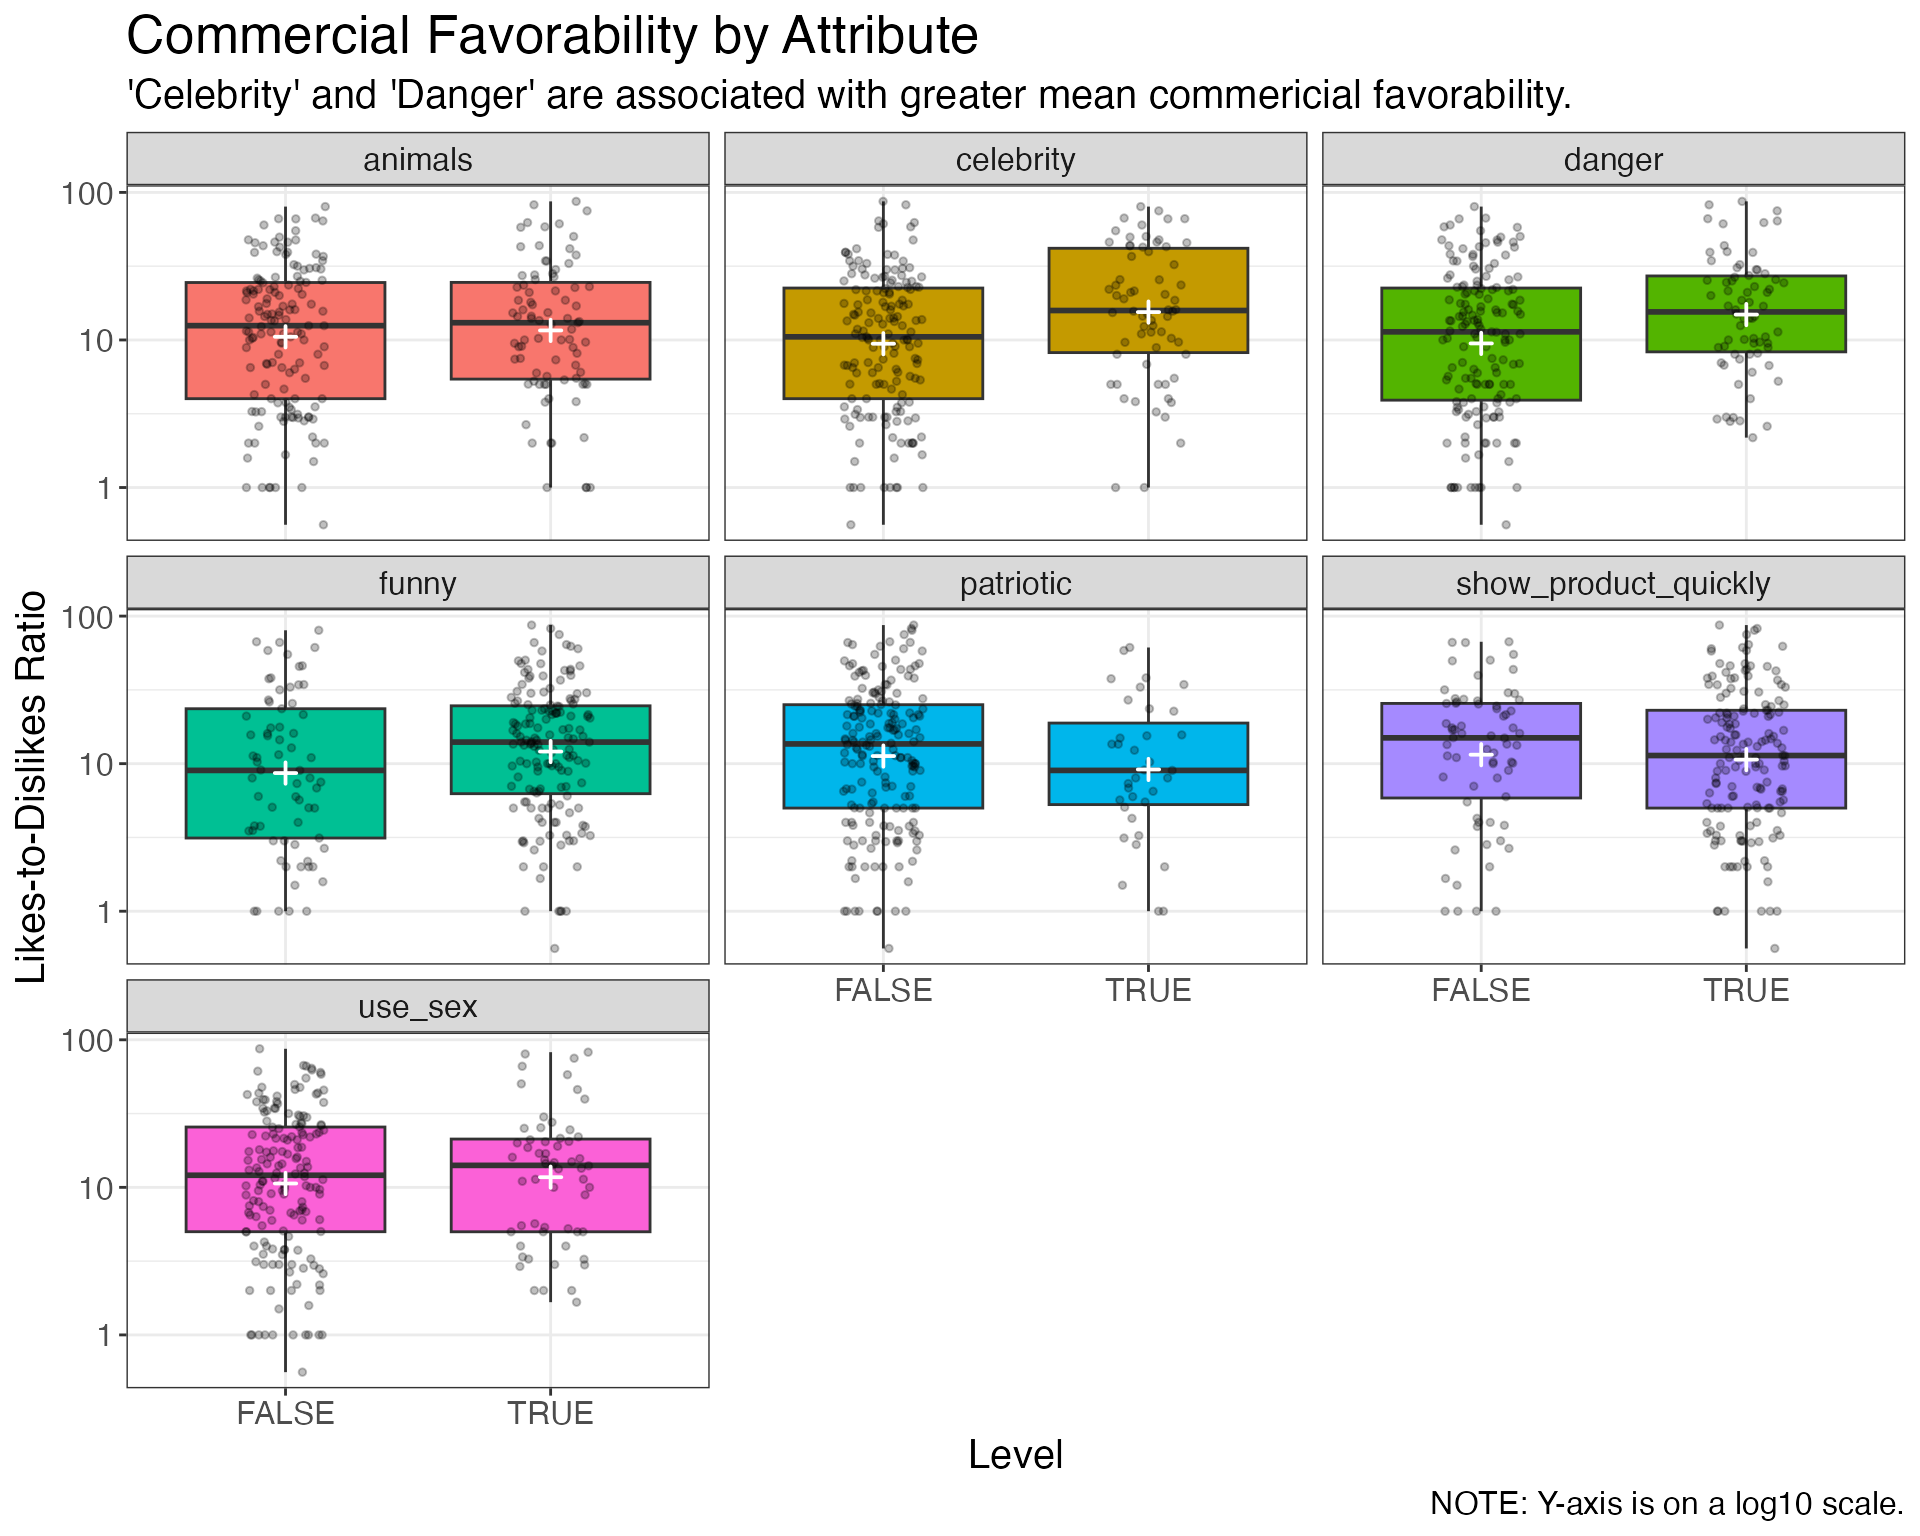 Commercial Favorability by Attribute
'Celebrity' and 'Danger' are associated with greater mean commericial favorability.
animals
celebrity
danger
100
10
1
funny
patriotic
show_product_quickly
100
10
1
Likes-to-Dislikes Ratio
FALSE
TRUE
FALSE
TRUE
use_sex
100
10
1
FALSE
TRUE
Level
NOTE: Y-axis is on a log10 scale.